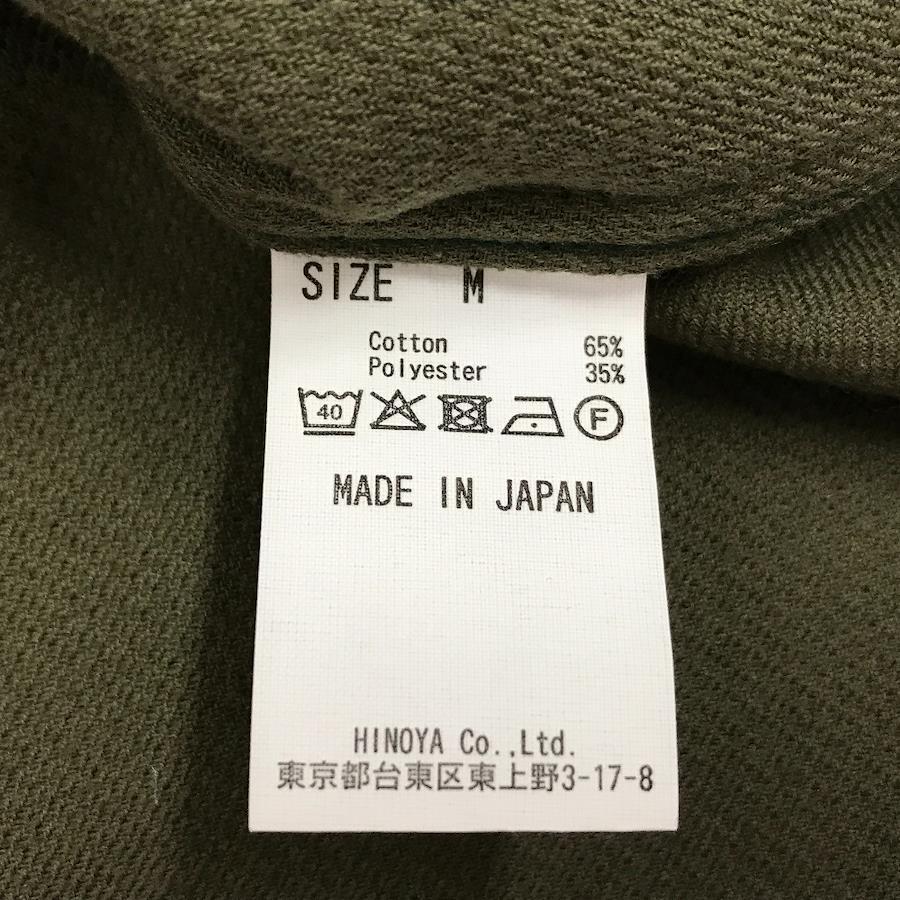 SIZE M
Cotton 65%
Polyester 35%
40 F
MADE IN JAPAN
HINOYA Co.,Ltd.
東京都台東区東上野3-17-8